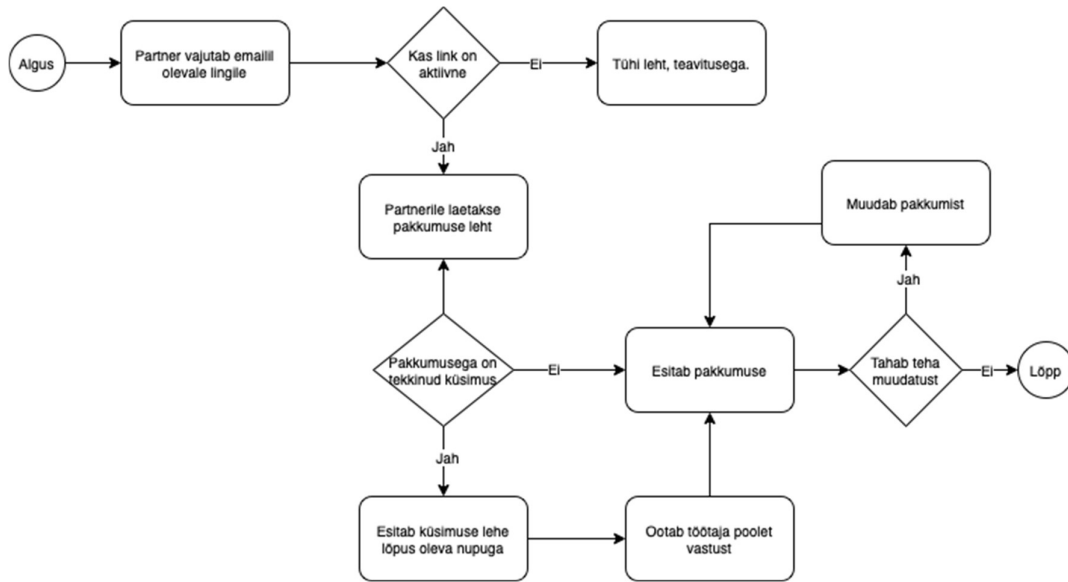 Algus
Partner vajutab emailil
olevale lingile
Kas link on
aktiivne
Ei
Tühi leht, teavitusega.
Jah
Partnerile laetakse
pakkumuse leht
Muudab pakkumist
Jah
Pakkumusega on
tekkinud küsimus
Ei
Esitab pakkumuse
Tahab teha
muudatust
Ei
Lõpp
Jah
Esitab küsimuse lehe
lõpus oleva nupuga
Ootab töötaja poolet
vastust